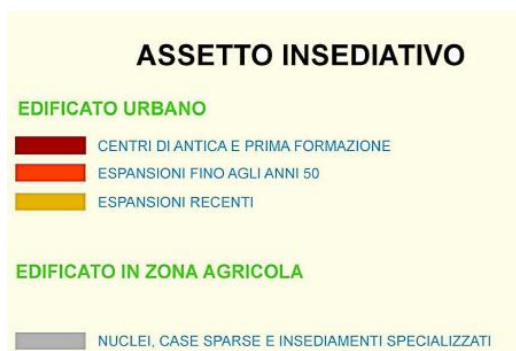 ASSETTO INSEDIATIVO
EDIFICATO URBANO
CENTRI DI ANTICA E PRIMA FORMAZIONE
ESPANSIONI FINO AGLI ANNI 50
ESPANSIONI RECENTI
EDIFICATO IN ZONA AGRICOLA
NUCLEI, CASE SPARSE E INSEDIAMENTI SPECIALIZZATI